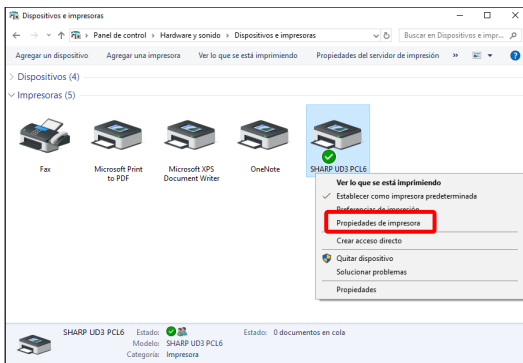 Dispositivos e impresoras
Panel de control > Hardware y sonido > Dispositivos e impresoras
Buscar en Dispositivos e impr...
Agregar un dispositivo Agregar una impresora Ver lo que se está imprimiendo Propiedades del servidor de impresión »
Dispositivos (4)
Impresoras (5)
Fax
Microsoft Print to PDF
Microsoft XPS Document Writer
OneNote
SHARP UD3 PCL6
Ver lo que se está imprimiendo
Establecer como impresora predeterminada
Preferencias de impresión
Propiedades de impresora
Crear acceso directo
Quitar dispositivo
Solucionar problemas
Propiedades
SHARP UD3 PCL6 Estado: Estado: 0 documentos en cola
Modelo: SHARP UD3 PCL6
Categoría: Impresora